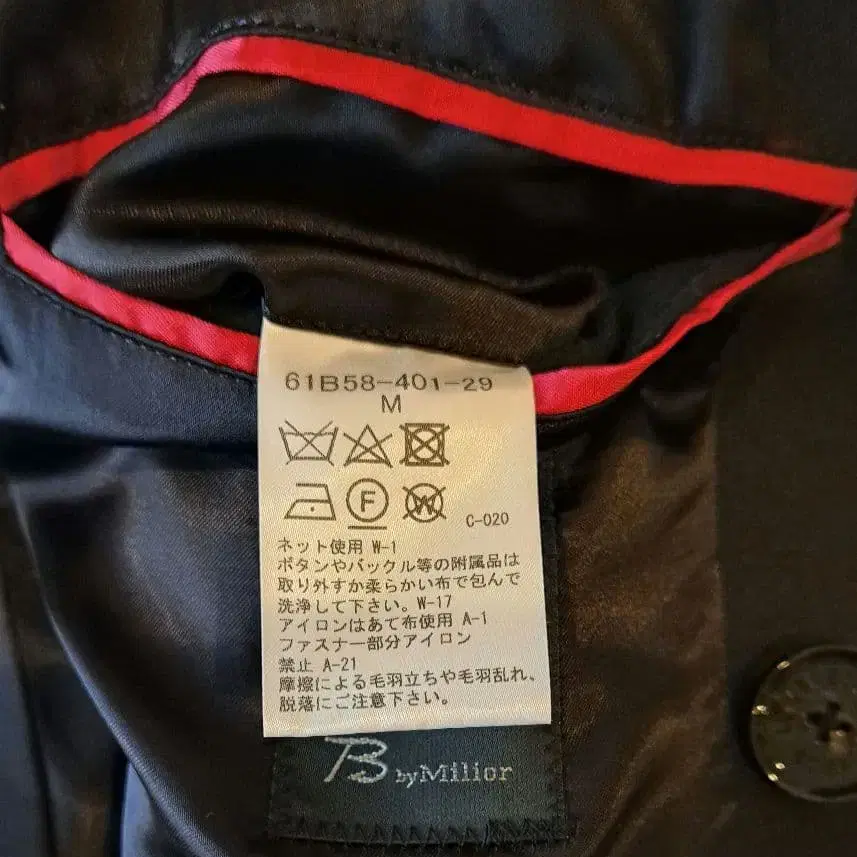 61B58-401-29
M
F
W
C-020
ネット使用 W-1
ボタンやバックル等の附属品は
取り外すか柔らかい布で包んで
洗浄して下さい。W-17
アイロンはあて布使用 A-1
ファスナー部分アイロン
禁止 A-21
摩擦による毛羽立ちや毛羽乱れ、
脱落にご注意下さい。
B by Milior